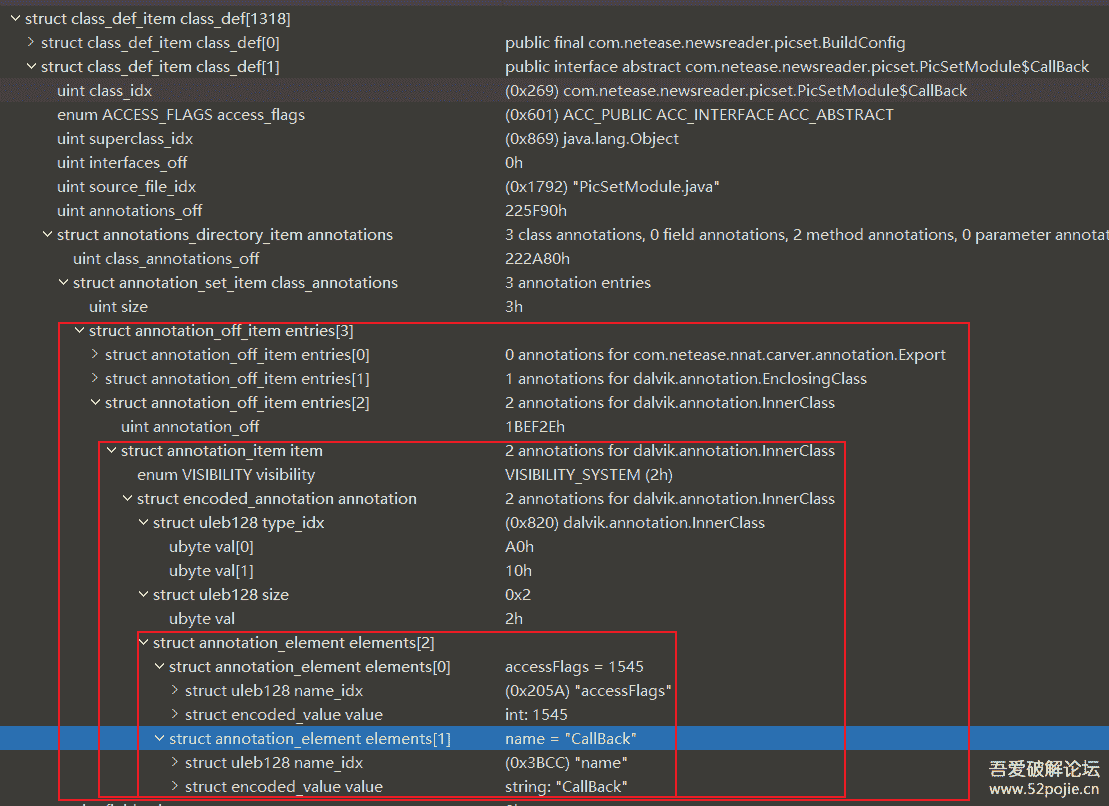 struct class_def_item class_def[1318]
struct class_def_item class_def[0] public final com.netease.newsreader.picset.BuildConfig
struct class_def_item class_def[1] public interface abstract com.netease.newsreader.picset.PicSetModule$CallBack
uint class_idx (0x269) com.netease.newsreader.picset.PicSetModule$CallBack
enum ACCESS_FLAGS access_flags (0x601) ACC_PUBLIC ACC_INTERFACE ACC_ABSTRACT
uint superclass_idx (0x869) java.lang.Object
uint interfaces_off 0h
uint source_file_idx (0x1792) "PicSetModule.java"
uint annotations_off 225F90h
struct annotations_directory_item annotations 3 class annotations, 0 field annotations, 2 method annotations, 0 parameter annotat
uint class_annotations_off 222A80h
struct annotation_set_item class_annotations 3 annotation entries
uint size 3h
struct annotation_off_item entries[3]
struct annotation_off_item entries[0] 0 annotations for com.netease.nnat.carver.annotation.Export
struct annotation_off_item entries[1] 1 annotations for dalvik.annotation.EnclosingClass
struct annotation_off_item entries[2] 2 annotations for dalvik.annotation.InnerClass
uint annotation_off 1BEF2Eh
struct annotation_item item 2 annotations for dalvik.annotation.InnerClass
enum VISIBILITY visibility VISIBILITY_SYSTEM (2h)
struct encoded_annotation annotation 2 annotations for dalvik.annotation.InnerClass
struct uleb128 type_idx (0x820) dalvik.annotation.InnerClass
ubyte val[0] A0h
ubyte val[1] 10h
struct uleb128 size 0x2
ubyte val 2h
struct annotation_element elements[2]
struct annotation_element elements[0] accessFlags = 1545
struct uleb128 name_idx (0x205A) "accessFlags"
struct encoded_value value int: 1545
struct annotation_element elements[1] name = "CallBack"
struct uleb128 name_idx (0x3BCC) "name"
struct encoded_value value string: "CallBack"
吾爱破解论坛
www.52pojie.cn